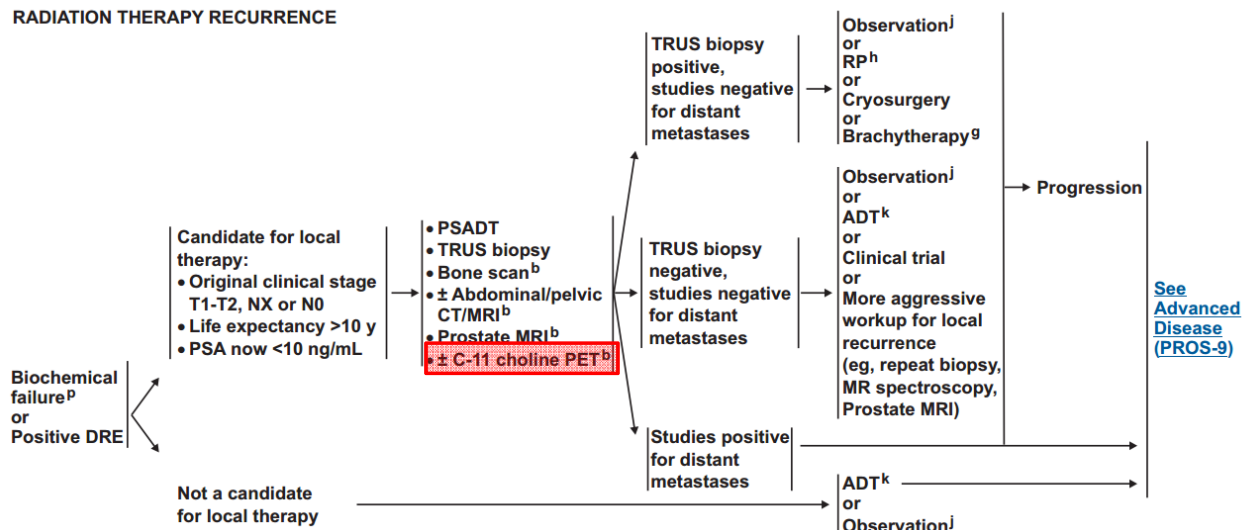 RADIATION THERAPY RECURRENCE
Biochemical
failureᵖ
or
Positive DRE
Candidate for local
therapy:
• Original clinical stage
T1-T2, NX or N0
• Life expectancy >10 y
• PSA now <10 ng/mL
Not a candidate
for local therapy
• PSADT
• TRUS biopsy
• Bone scanᵇ
• ± Abdominal/pelvic
CT/MRIᵇ
• Prostate MRIᵇ
• ± C-11 choline PETᵇ
TRUS biopsy
positive,
studies negative
for distant
metastases
TRUS biopsy
negative,
studies negative
for distant
metastases
Studies positive
for distant
metastases
Observationʲ
or
RPʰ
or
Cryosurgery
or
Brachytherapyᵍ
Observationʲ
or
ADTᵏ
or
Clinical trial
or
More aggressive
workup for local
recurrence
(eg, repeat biopsy,
MR spectroscopy,
Prostate MRI)
ADTᵏ
or
Observationʲ
Progression
See
Advanced
Disease
(PROS-9)